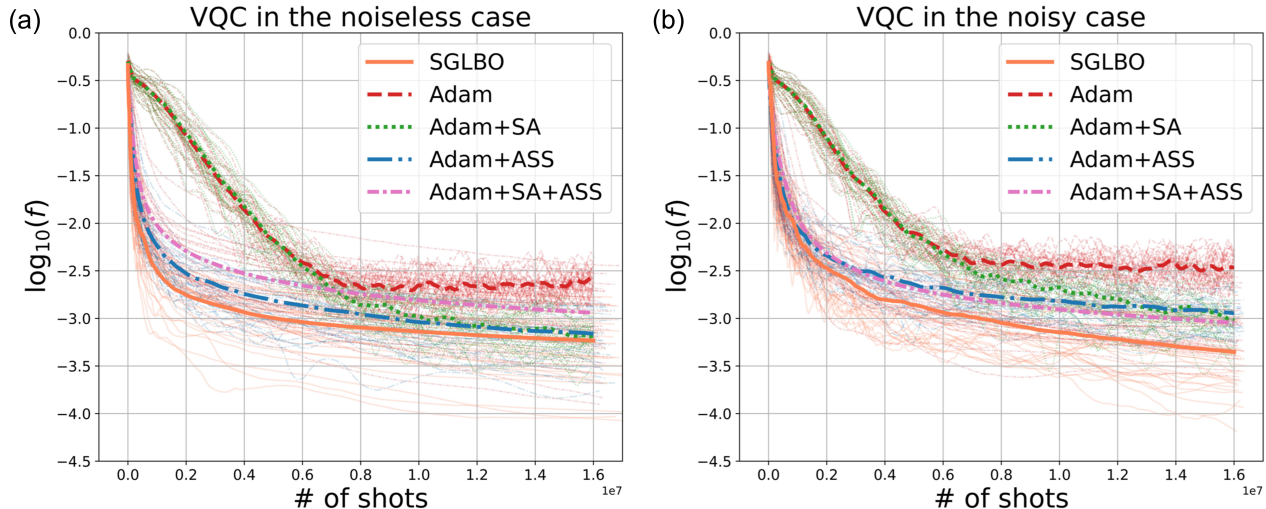 (a)
VQC in the noiseless case
0.0
−0.5
−1.0
−1.5
−2.0
−2.5
−3.0
−3.5
−4.0
−4.5
log10(f)
SGLBO
Adam
Adam+SA
Adam+ASS
Adam+SA+ASS
0.0 0.2 0.4 0.6 0.8 1.0 1.2 1.4 1.6
1e7
# of shots
(b)
VQC in the noisy case
0.0
−0.5
−1.0
−1.5
−2.0
−2.5
−3.0
−3.5
−4.0
−4.5
log10(f)
SGLBO
Adam
Adam+SA
Adam+ASS
Adam+SA+ASS
0.0 0.2 0.4 0.6 0.8 1.0 1.2 1.4 1.6
1e7
# of shots